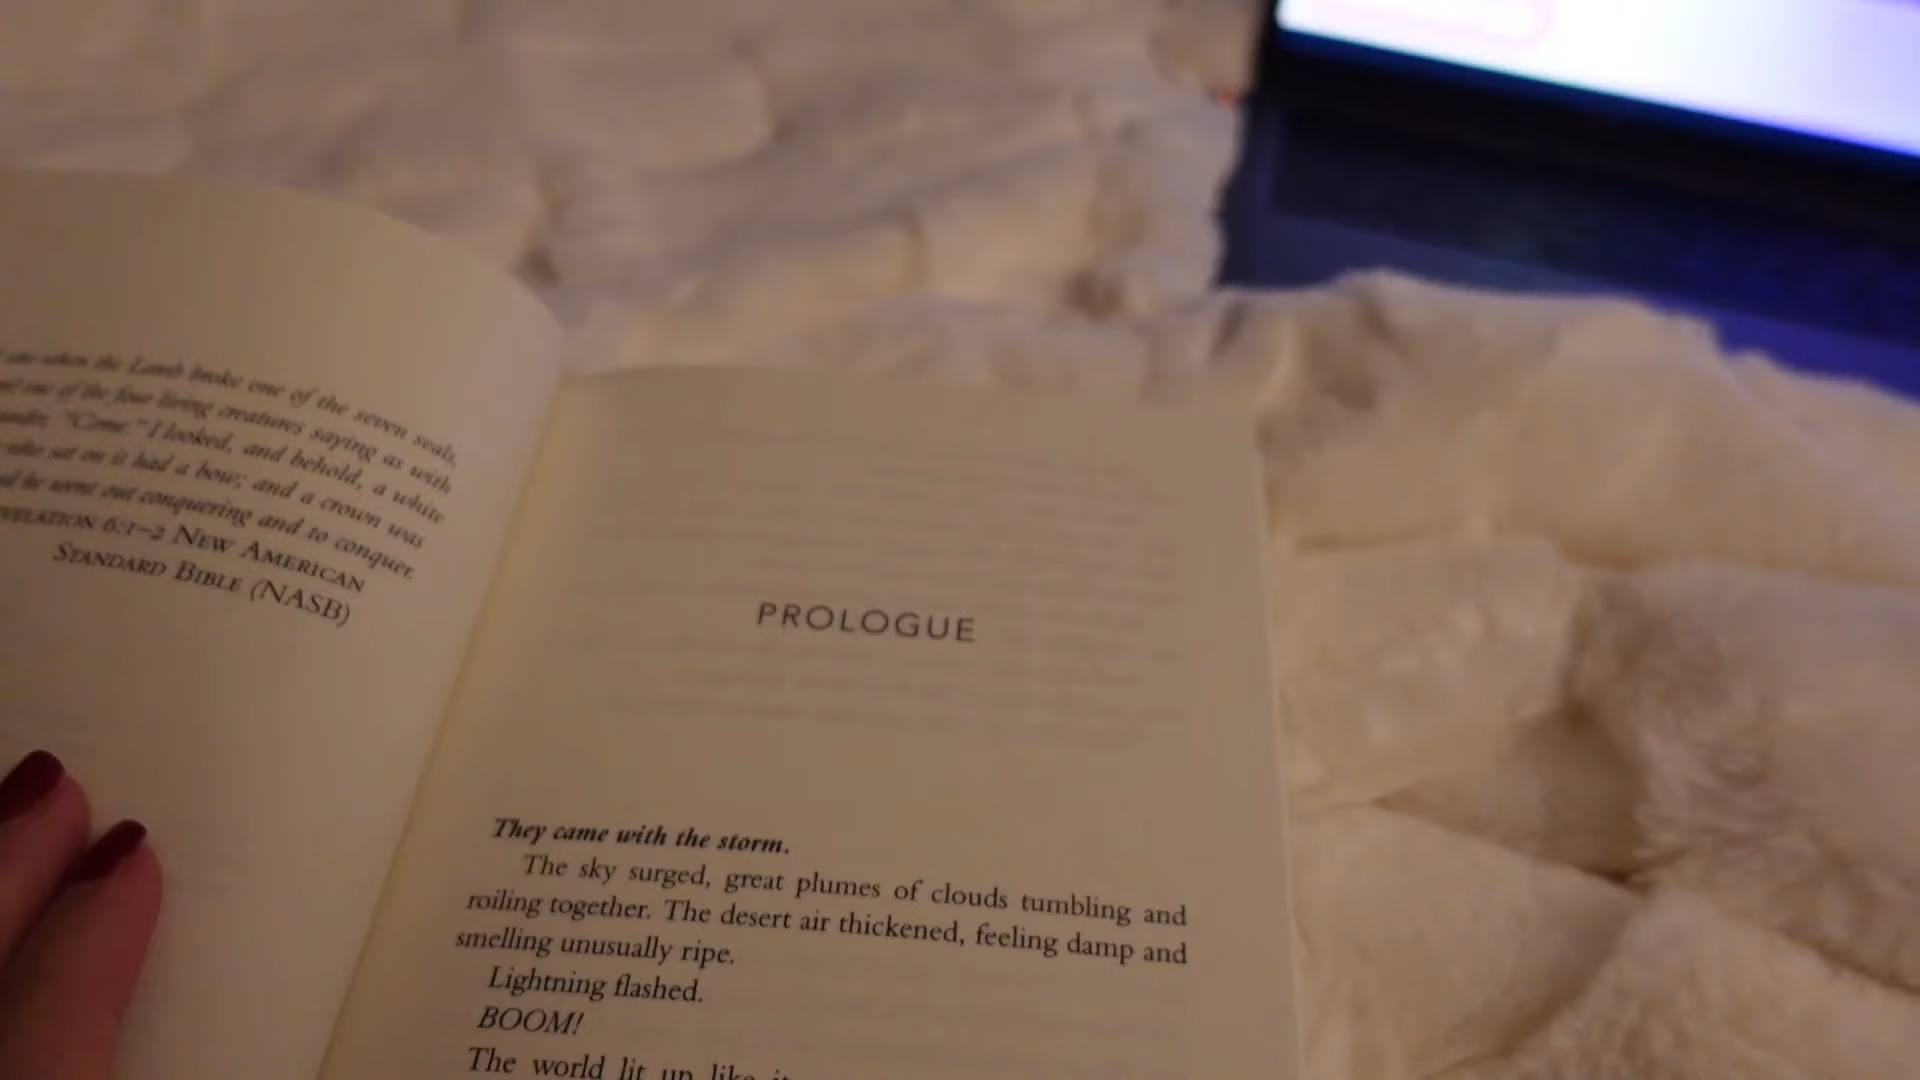 saw when the Lamb broke one of the seven seals,
one of the four living creatures saying as with
"Come." I looked, and behold, a white
who sat on it had a bow; and a crown was
he went out conquering and to conquer.
6:1–2 NEW AMERICAN
STANDARD BIBLE (NASB)
PROLOGUE
They came with the storm.
The sky surged, great plumes of clouds tumbling and
roiling together. The desert air thickened, feeling damp and
smelling unusually ripe.
Lightning flashed.
BOOM!
The world lit up like